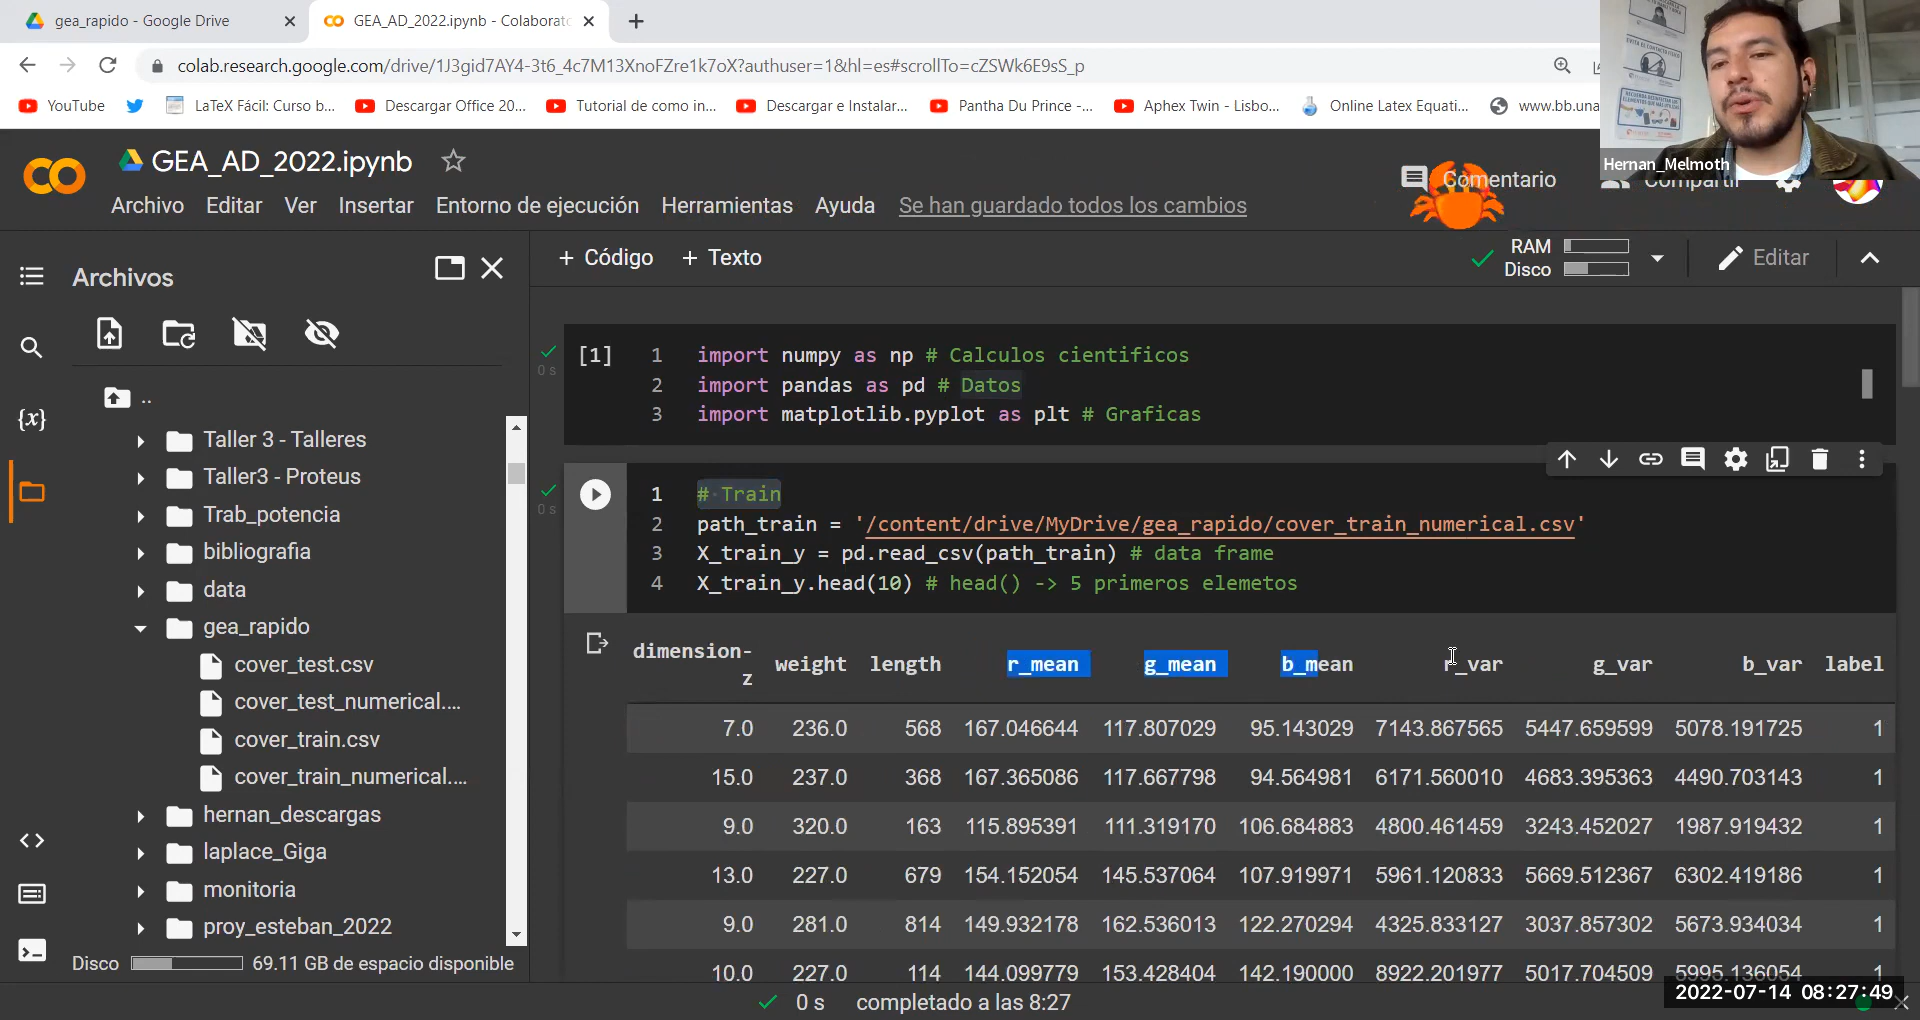 gea_rapido - Google Drive
GEA_AD_2022.ipynb - Colaborato
colab.research.google.com/drive/1J3gid7AY4-3t6_4c7M13XnoFZre1k7oX?authuser=1&hl=es#scrollTo=cZSWk6E9sS_p
YouTube LaTeX Fácil: Curso b... Descargar Office 20... Tutorial de como in... Descargar e Instalar... Pantha Du Prince -... Aphex Twin - Lisbo... Online Latex Equati... www.bb.una
Hernan_Melmoth
GEA_AD_2022.ipynb
Comentario
Compartir
Archivo Editar Ver Insertar Entorno de ejecución Herramientas Ayuda Se han guardado todos los cambios
Archivos
+ Código + Texto
RAM
Disco
Editar
..
Taller 3 - Talleres
Taller3 - Proteus
Trab_potencia
bibliografia
data
gea_rapido
cover_test.csv
cover_test_numerical....
cover_train.csv
cover_train_numerical....
hernan_descargas
laplace_Giga
monitoria
proy_esteban_2022
Disco 69.11 GB de espacio disponible
0 s
[1]
1 import numpy as np # Calculos cientificos
2 import pandas as pd # Datos
3 import matplotlib.pyplot as plt # Graficas
0 s
1 # Train
2 path_train = '/content/drive/MyDrive/gea_rapido/cover_train_numerical.csv'
3 X_train_y = pd.read_csv(path_train) # data frame
4 X_train_y.head(10) # head() -> 5 primeros elemetos
dimension-z weight length r_mean g_mean b_mean r_var g_var b_var label
7.0 236.0 568 167.046644 117.807029 95.143029 7143.867565 5447.659599 5078.191725 1
15.0 237.0 368 167.365086 117.667798 94.564981 6171.560010 4683.395363 4490.703143 1
9.0 320.0 163 115.895391 111.319170 106.684883 4800.461459 3243.452027 1987.919432 1
13.0 227.0 679 154.152054 145.537064 107.919971 5961.120833 5669.512367 6302.419186 1
9.0 281.0 814 149.932178 162.536013 122.270294 4325.833137 3037.857302 5673.934034 1
10.0 227.0 114 144.099779 153.428404 142.190000 8922.201977 5017.704509 5995.136054 1
0 s completado a las 8:27
2022-07-14 08:27:49